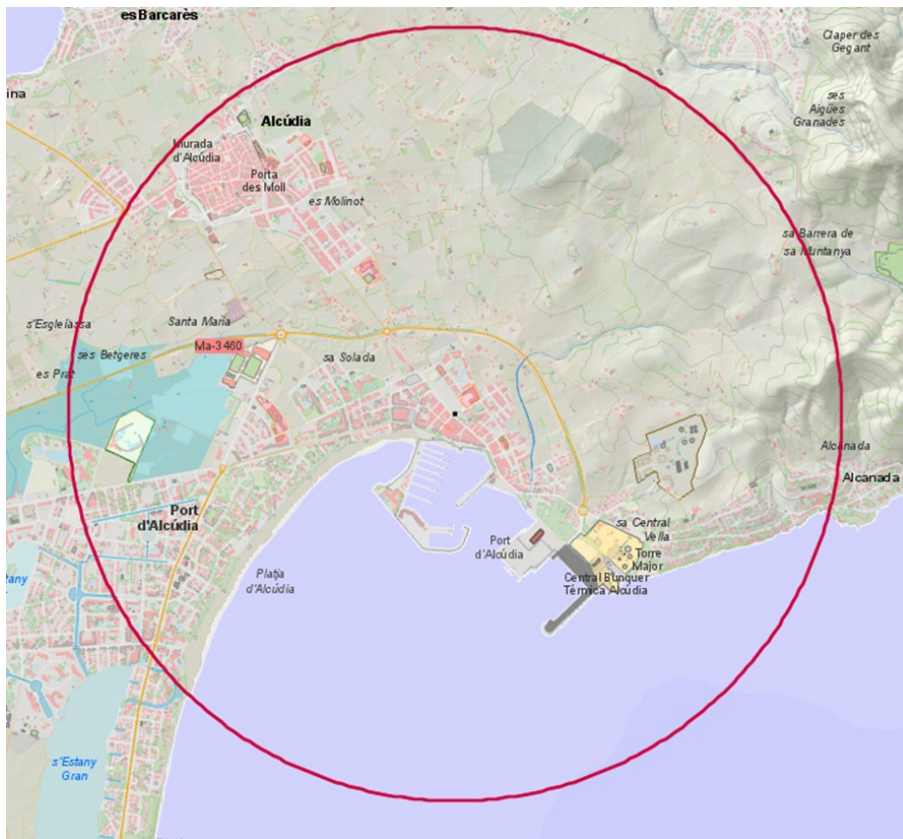 es Barcarès
Claper des
Gegant
ina
ses
Aigües
Granades
Alcúdia
Murada
d'Alcúdia
Porta
des Moll
es Molinot
sa Barrera de
sa Muntanya
s'Esgleiassa
Santa Maria
Ma-3460
ses Betgeres
es Prat
sa Solada
Alcanada
Alcanada
Port
d'Alcúdia
sa Central
Vella
Port
d'Alcúdia
Torre
Major
Platja
d'Alcúdia
Central Bunquer
Tèrmica Alcúdia
tany
s'Estany
Gran